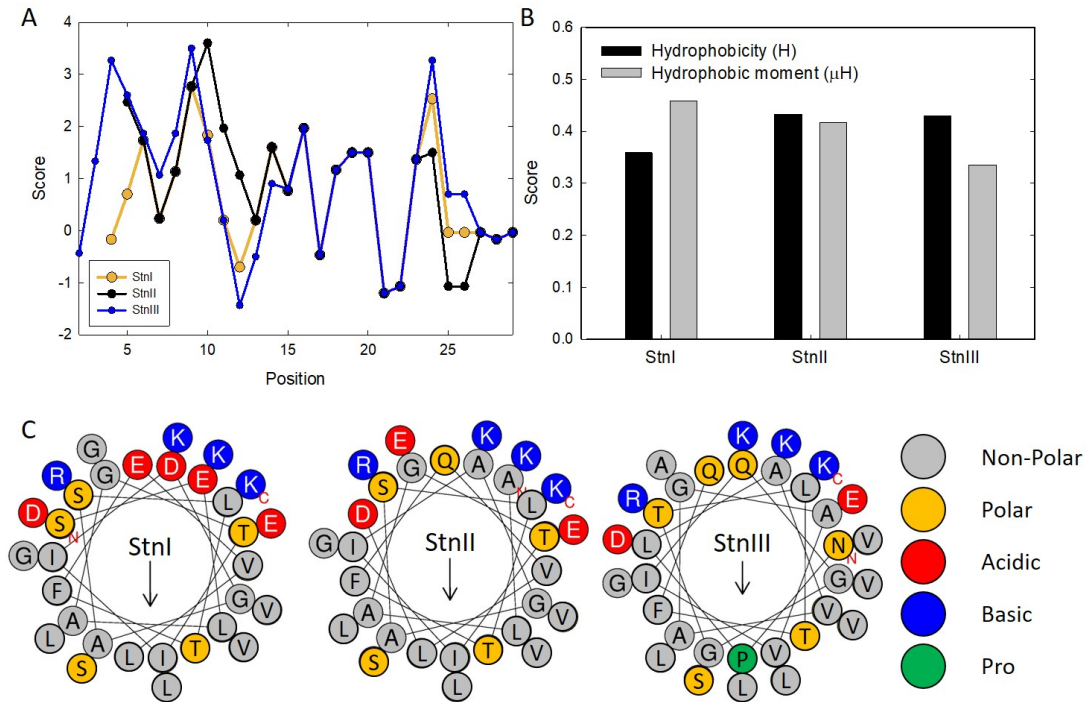 A
4
3
2
1
0
-1
-2
Score
StnI
StnII
StnIII
5
10
15
20
25
Position
B
0.6
0.5
0.4
0.3
0.2
0.1
0.0
Score
Hydrophobicity (H)
Hydrophobic moment (μH)
StnI
StnII
StnIII
C
G K
G E D K
R S E L K C
D S N T E
G I V
StnI
F G V
L A A L V
S L I T
L
E K
G Q A K
R S A N L K C
D T E
G I V
StnII
F G V
L A A L V
S L I T
L
K K
A Q Q A K C
R G L
T A E
D L N N V
G I G V
StnIII
F V V
L A G T
S P V L
L
Non-Polar
Polar
Acidic
Basic
Pro